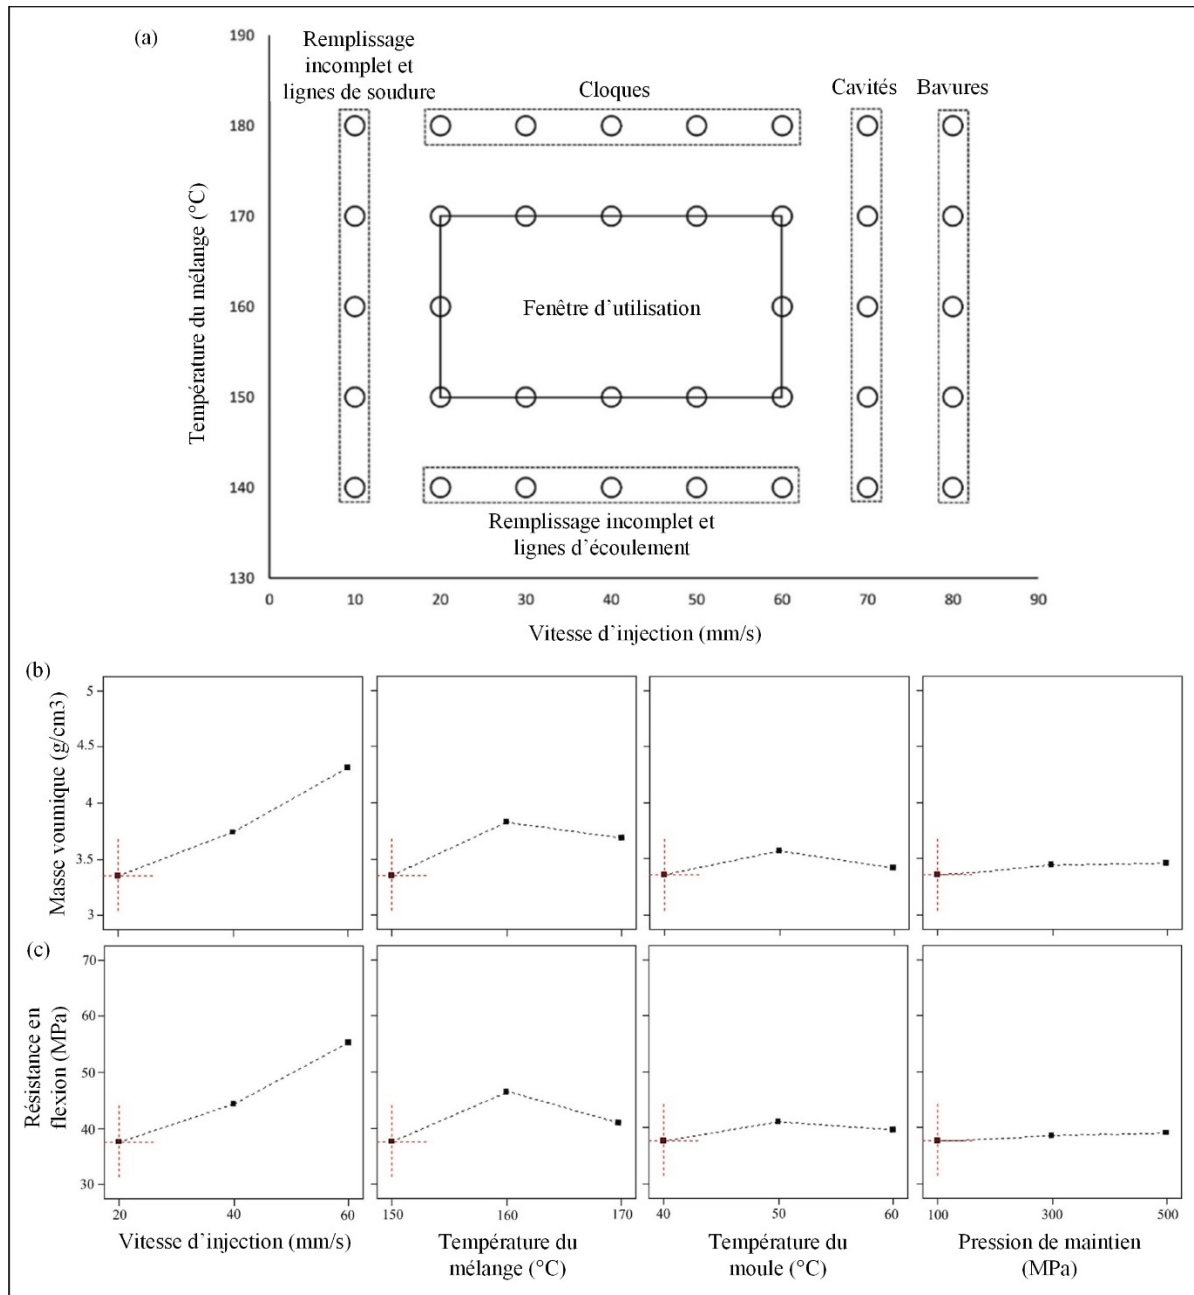 (a)
190
Remplissage
incomplet et
lignes de soudure
Cloques
Cavités
Bavures
180
170
160
150
140
130
Température du mélange (°C)
Fenêtre d'utilisation
Remplissage incomplet et
lignes d'écoulement
0 10 20 30 40 50 60 70 80 90
Vitesse d'injection (mm/s)
(b)
Masse voumique (g/cm3)
5
4.5
4
3.5
3
(c)
Résistance en
flexion (MPa)
70
60
50
40
30
20 40 60
150 160 170
40 50 60
100 300 500
Vitesse d'injection (mm/s)
Température du
mélange (°C)
Température du
moule (°C)
Pression de maintien
(MPa)